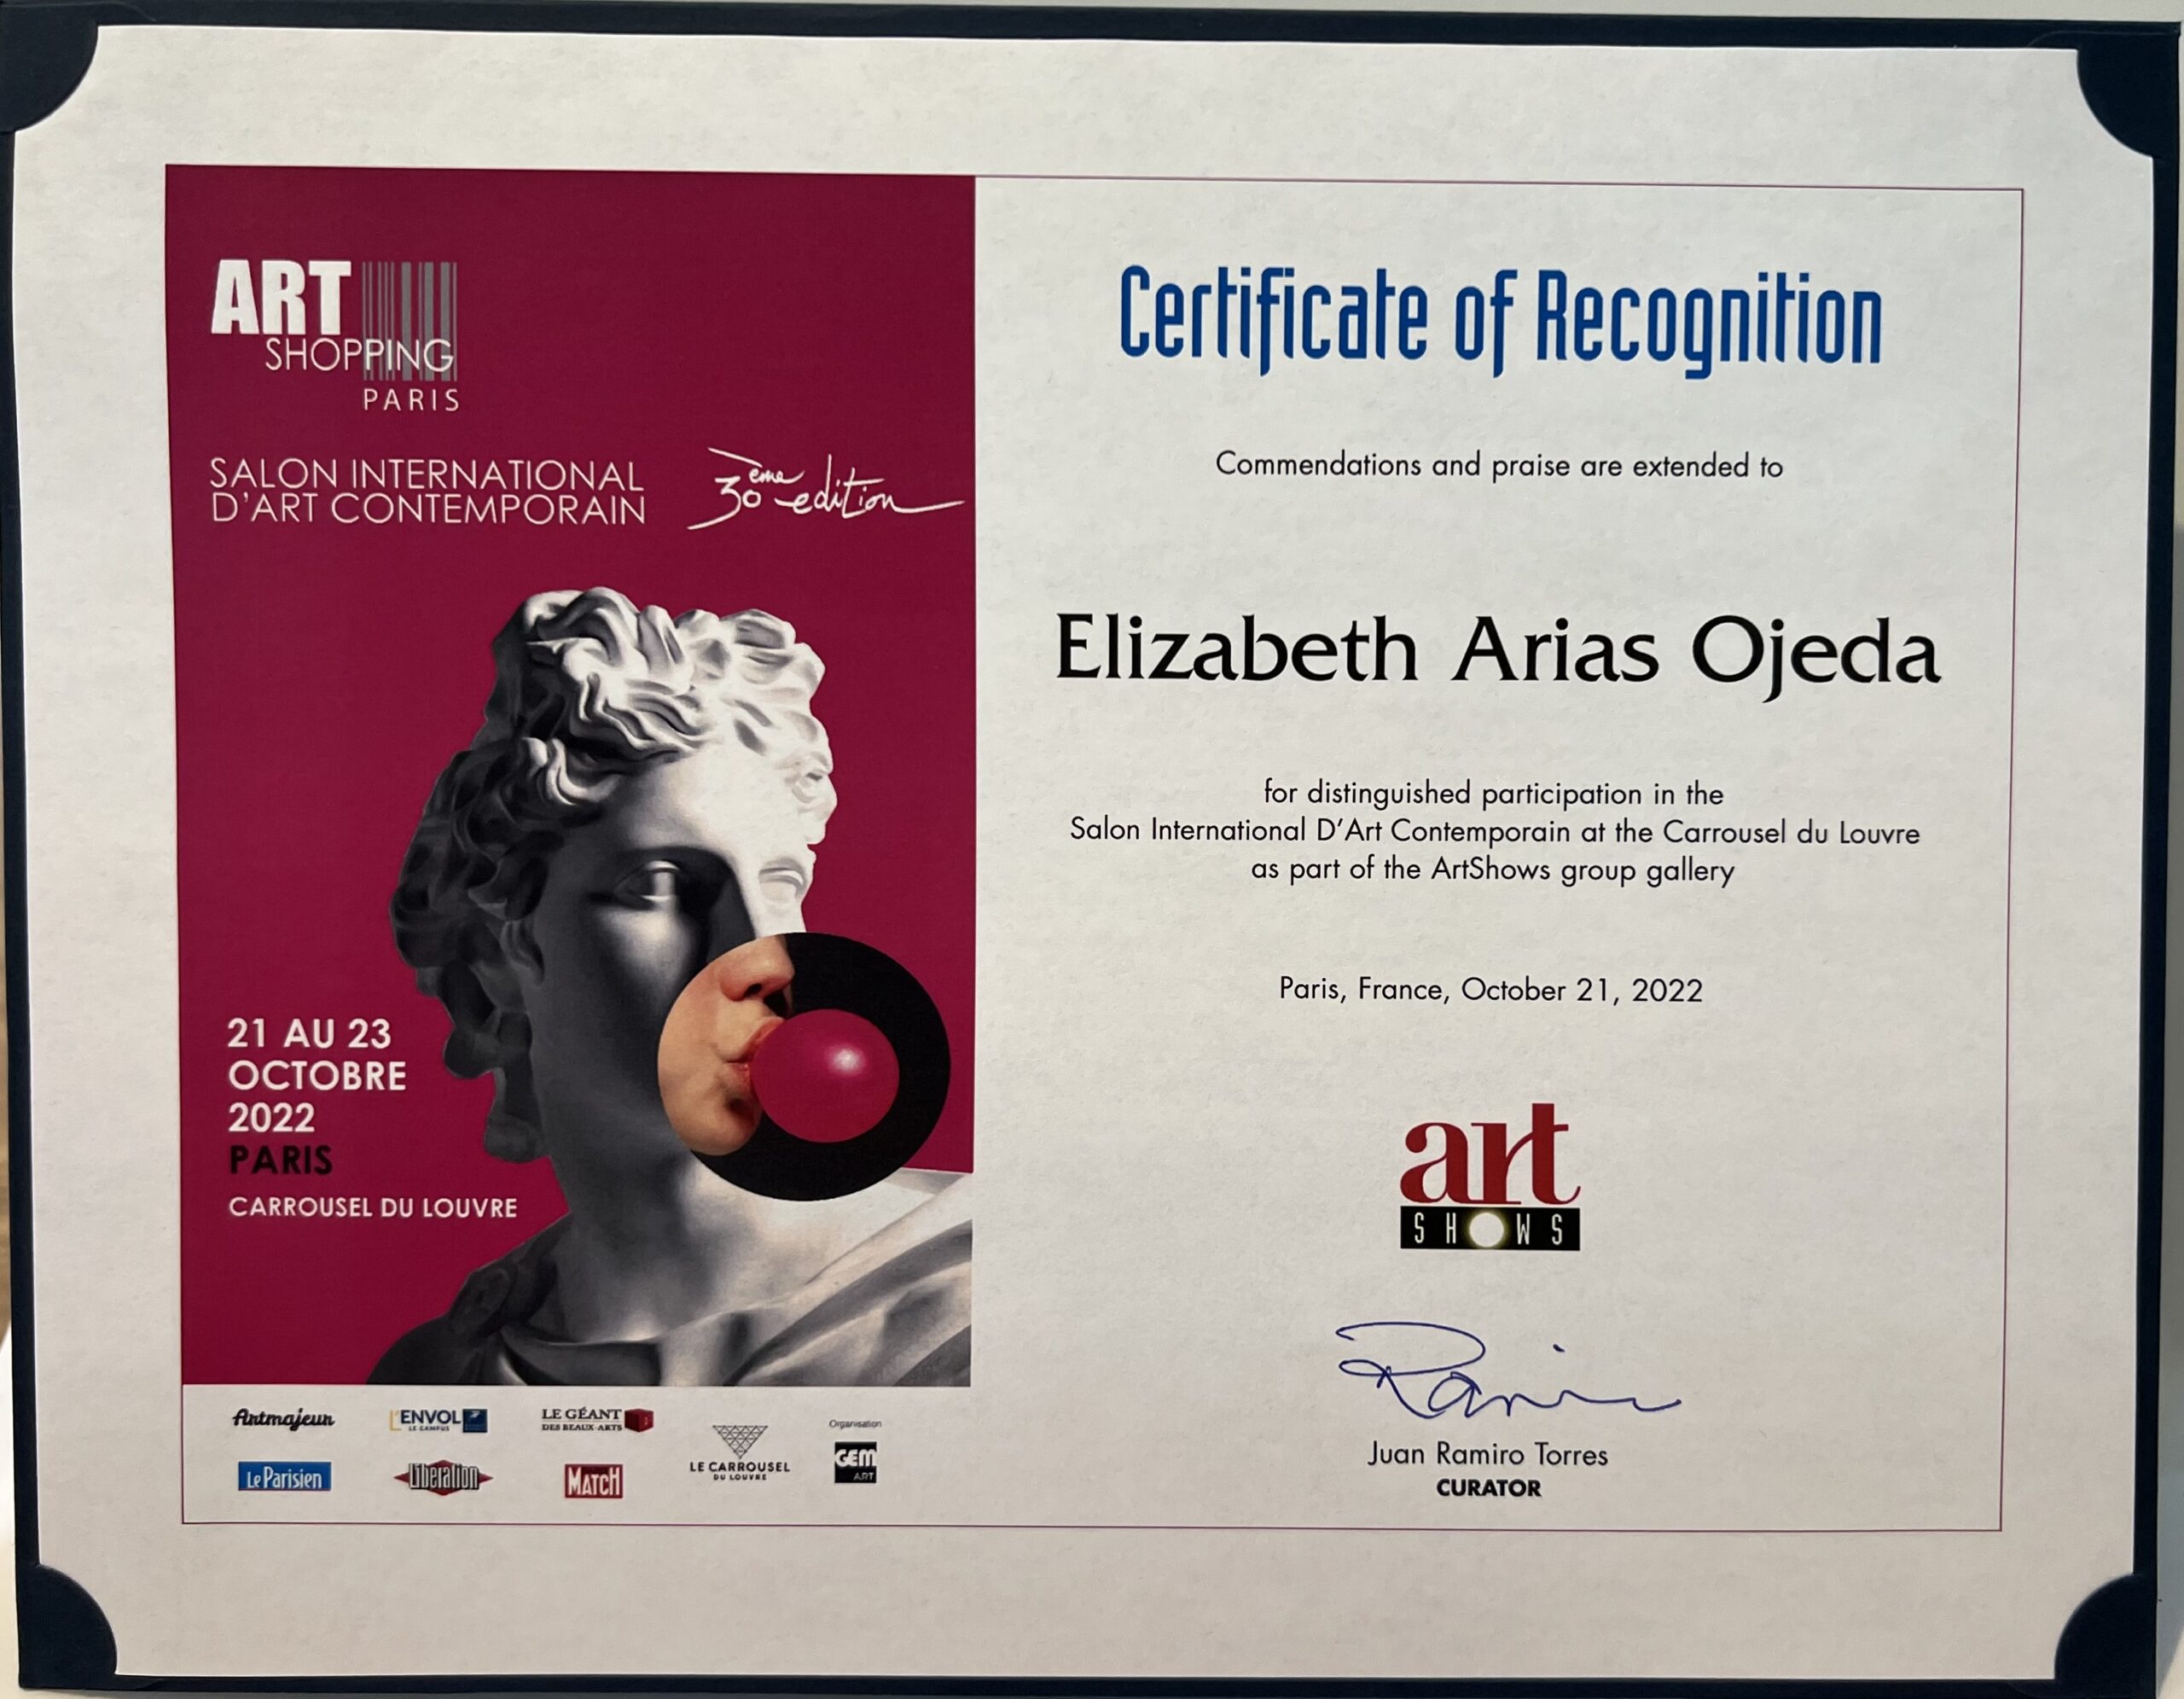 ART
SHOPPING
PARIS
SALON INTERNATIONAL
D'ART CONTEMPORAIN
30ème edition
21 AU 23
OCTOBRE
2022
PARIS
CARROUSEL DU LOUVRE
Artmajeur
L'ENVOL
LE CAMPUS
LE GÉANT
DES BEAUX-ARTS
LE CARROUSEL
DU LOUVRE
Organisation
GEM
ART
Le Parisien
Libération
MATCH
Certificate of Recognition
Commendations and praise are extended to
Elizabeth Arias Ojeda
for distinguished participation in the
Salon International D'Art Contemporain at the Carrousel du Louvre
as part of the ArtShows group gallery
Paris, France, October 21, 2022
art
SHOWS
Ramiro
Juan Ramiro Torres
CURATOR